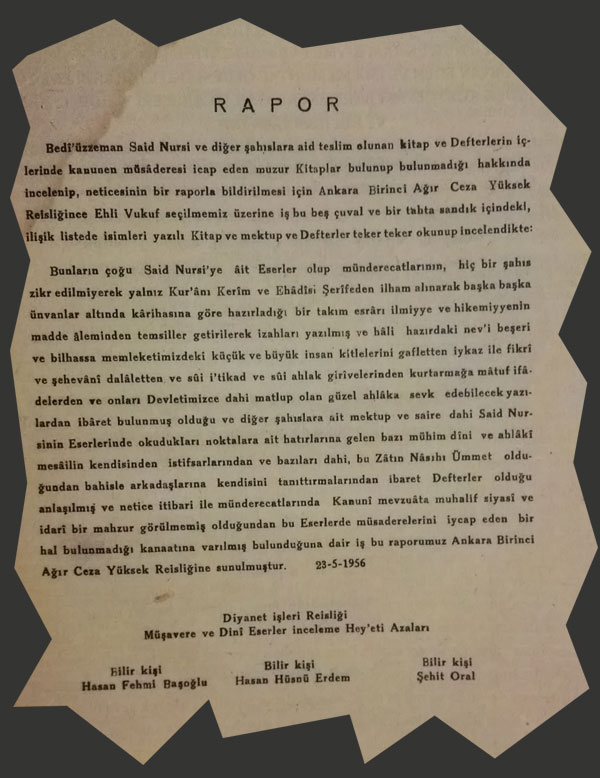 RAPOR
Bedi'üzzeman Said Nursi ve diğer şahıslara aid teslim olunan kitap ve Defterlerin iç-
lerinde kanunen müsâderesi icap eden muzur Kitaplar bulunup bulunmadığı hakkında
incelenip, neticesinin bir raporla bildirilmesi için Ankara Birinci Ağır Ceza Yüksek
Reisliğince Ehli Vukuf seçilmemiz üzerine iş bu beş çuval ve bir tahta sandık içindeki,
ilişik listede isimleri yazılı Kitap ve mektup ve Defterler teker teker okunup incelendikte:
Bunların çoğu Said Nursi'ye âit Eserler olup münderecatlarının, hiç bir şahıs
zikr edilmiyerek yalnız Kur'ânı Kerîm ve Ehâdîsi Şerîfeden ilham alınarak başka başka
ünvanlar altında kârihasına göre hazırladığı bir takım esrârı ilmiyye ve hikemiyyenin
madde âleminden temsiller getirilerek izahları yazılmış ve hâli hazırdaki nev'i beşeri
ve bilhassa memleketimizdeki küçük ve büyük insan kitlelerini gafletten iykaz ile fikrî
ve şehevânî dalâletten ve sûi i'tikad ve sûi ahlak girîvelerinden kurtarmağa mâtuf ifâ-
delerden ve onları Devletimizce dahi matlup olan güzel ahlâka sevk edebilecek yazı-
lardan ibâret bulunmuş olduğu ve diğer şahıslara ait mektup ve saire dahi Said Nur-
sinin Eserlerinde okudukları noktalara ait hatırlarına gelen bazı mühim dîni ve ahlâkî
mesâilin kendisinden istifsarlarından ve bazıları dahi, bu Zâtın Nâsıhı Ümmet oldu-
ğundan bahisle arkadaşlarına kendisini tanıttırmalarından ibaret Defterler olduğu
anlaşılmış ve netice itibari ile münderecatlarında Kanunî mevzuâta muhalif siyasî ve
idarî bir mahzur görülmemiş olduğundan bu Eserlerde müsaderelerini iycap eden bir
hal bulunmadığı kanaatına varılmış bulunduğuna dair iş bu raporumuz Ankara Birinci
Ağır Ceza Yüksek Reisliğine sunulmuştur. 23-5-1956
Diyanet işleri Reisliği
Müşavere ve Dinî Eserler inceleme Hey'eti Azaları
Bilir kişi Bilir kişi Bilir kişi
Hasan Fehmi Başoğlu Hasan Hüsnü Erdem Şehit Oral